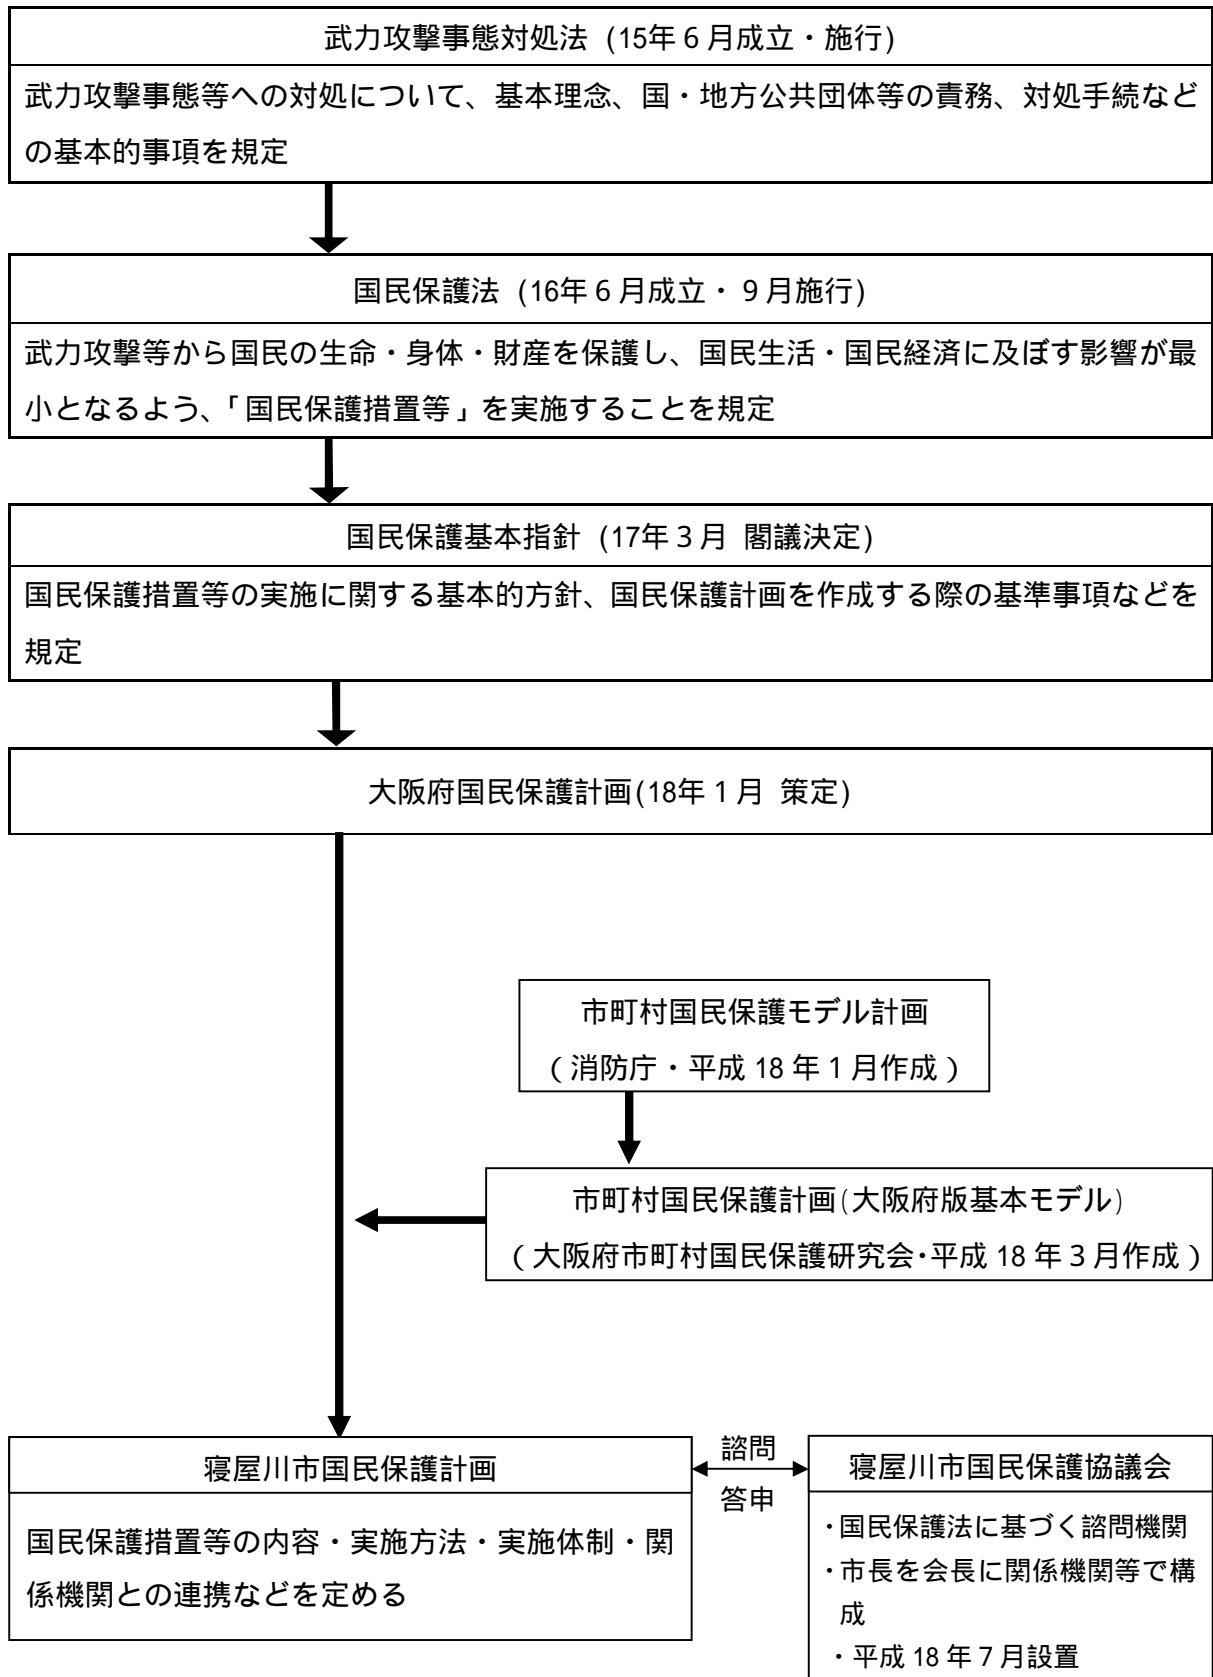 武力攻撃事態対処法 (15年6月成立・施行)
武力攻撃事態等への対処について、基本理念、国・地方公共団体等の責務、対処手続など
の基本的事項を規定
国民保護法 (16年6月成立・9月施行)
武力攻撃等から国民の生命・身体・財産を保護し、国民生活・国民経済に及ぼす影響が最
小となるよう、「国民保護措置等」を実施することを規定
国民保護基本指針 (17年3月 閣議決定)
国民保護措置等の実施に関する基本的方針、国民保護計画を作成する際の基準事項などを
規定
大阪府国民保護計画(18年1月 策定)
市町村国民保護モデル計画
(消防庁・平成18年1月作成)
市町村国民保護計画(大阪府版基本モデル)
(大阪府市町村国民保護研究会・平成18年3月作成)
寝屋川市国民保護計画
国民保護措置等の内容・実施方法・実施体制・関
係機関との連携などを定める
諮問
答申
寝屋川市国民保護協議会
・国民保護法に基づく諮問機関
・市長を会長に関係機関等で構
成
・平成18年7月設置